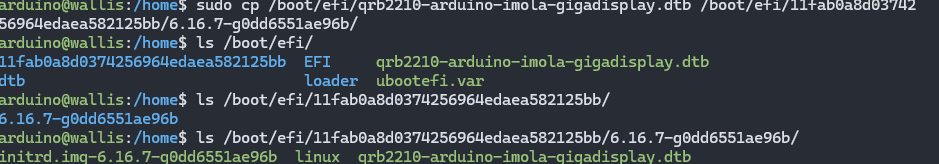 arduino@wallis:/home$ sudo cp /boot/efi/qrb2210-arduino-imola-gigadisplay.dtb /boot/efi/11fab0a8d03742
56964edaea582125bb/6.16.7-g0dd6551ae96b/
arduino@wallis:/home$ ls /boot/efi/
11fab0a8d0374256964edaea582125bb  EFI     qrb2210-arduino-imola-gigadisplay.dtb
dtb                               loader  ubootefi.var
arduino@wallis:/home$ ls /boot/efi/11fab0a8d0374256964edaea582125bb/
6.16.7-g0dd6551ae96b
arduino@wallis:/home$ ls /boot/efi/11fab0a8d0374256964edaea582125bb/6.16.7-g0dd6551ae96b/
initrd.img-6.16.7-g0dd6551ae96b  linux  qrb2210-arduino-imola-gigadisplay.dtb